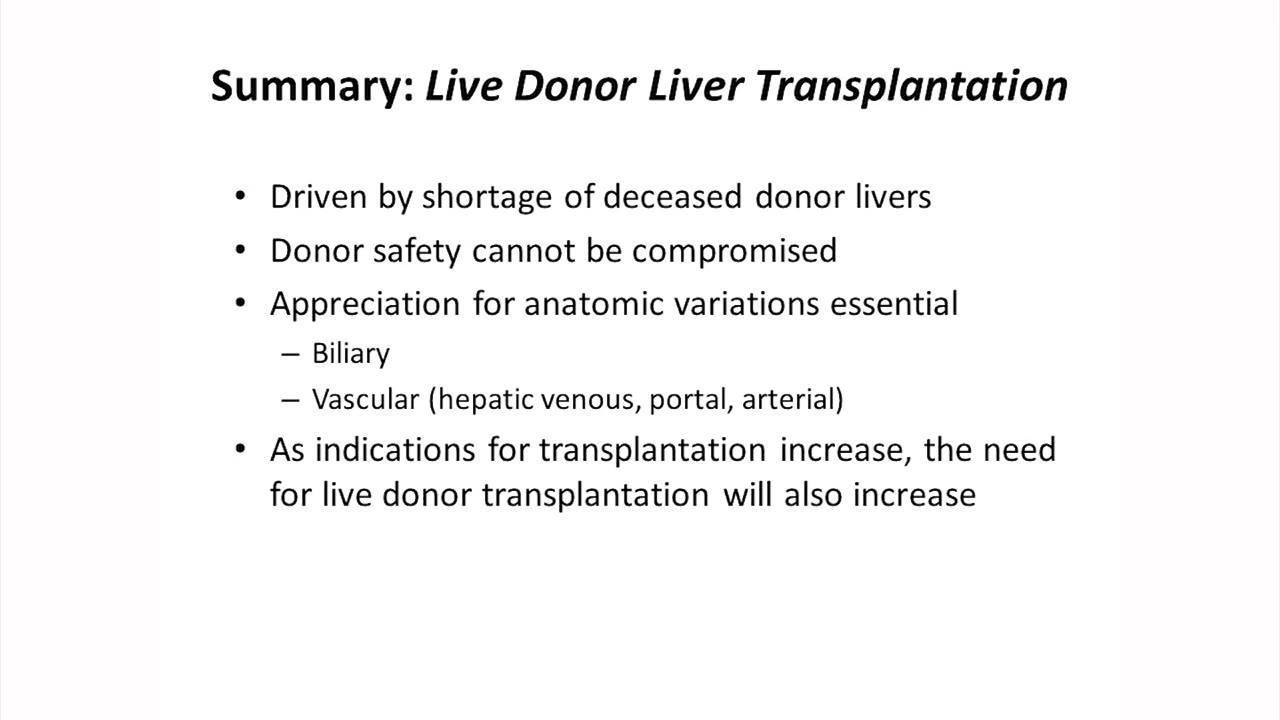 Summary: Live Donor Liver Transplantation
• Driven by shortage of deceased donor livers
• Donor safety cannot be compromised
• Appreciation for anatomic variations essential
– Biliary
– Vascular (hepatic venous, portal, arterial)
• As indications for transplantation increase, the need
for live donor transplantation will also increase